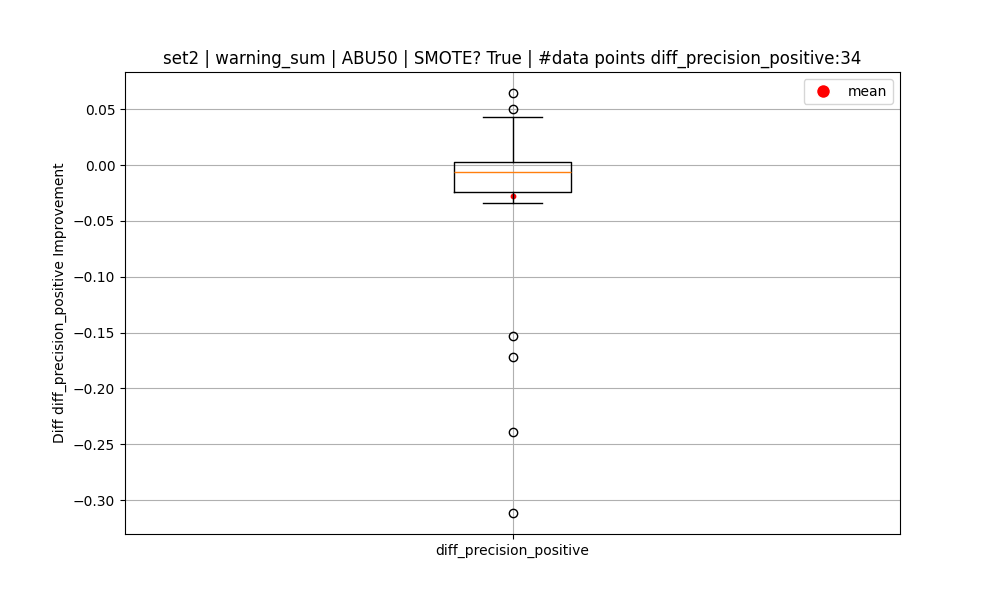 set2 | warning_sum | ABU50 | SMOTE? True | #data points diff_precision_positive:34
mean
Diff diff_precision_positive Improvement
0.05
0.00
−0.05
−0.10
−0.15
−0.20
−0.25
−0.30
diff_precision_positive